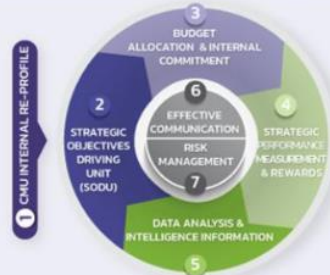 1 CMU INTERNAL RE-PROFILE
3
BUDGET
ALLOCATION & INTERNAL
COMMITMENT
2
STRATEGIC
OBJECTIVES
DRIVING
UNIT
(SODU)
6
EFFECTIVE
COMMUNICATION
RISK
MANAGEMENT
7
4
STRATEGIC
PERFORMANCE
MEASUREMENT
& REWARDS
DATA ANALYSIS &
INTELLIGENCE INFORMATION
5